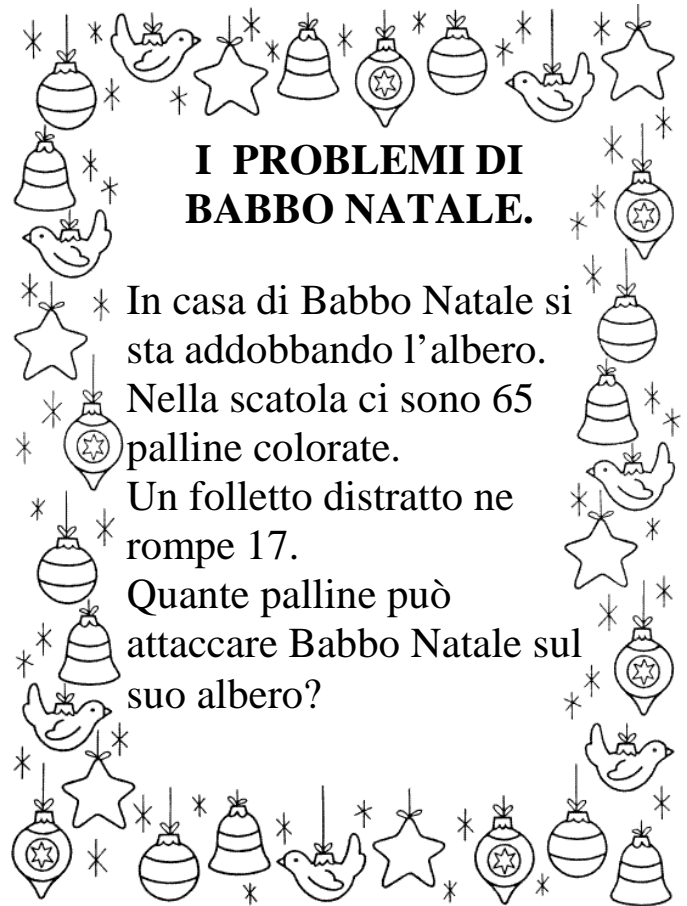 I PROBLEMI DI
BABBO NATALE.
In casa di Babbo Natale si
sta addobbando l’albero.
Nella scatola ci sono 65
palline colorate.
Un folletto distratto ne
rompe 17.
Quante palline può
attaccare Babbo Natale sul
suo albero?